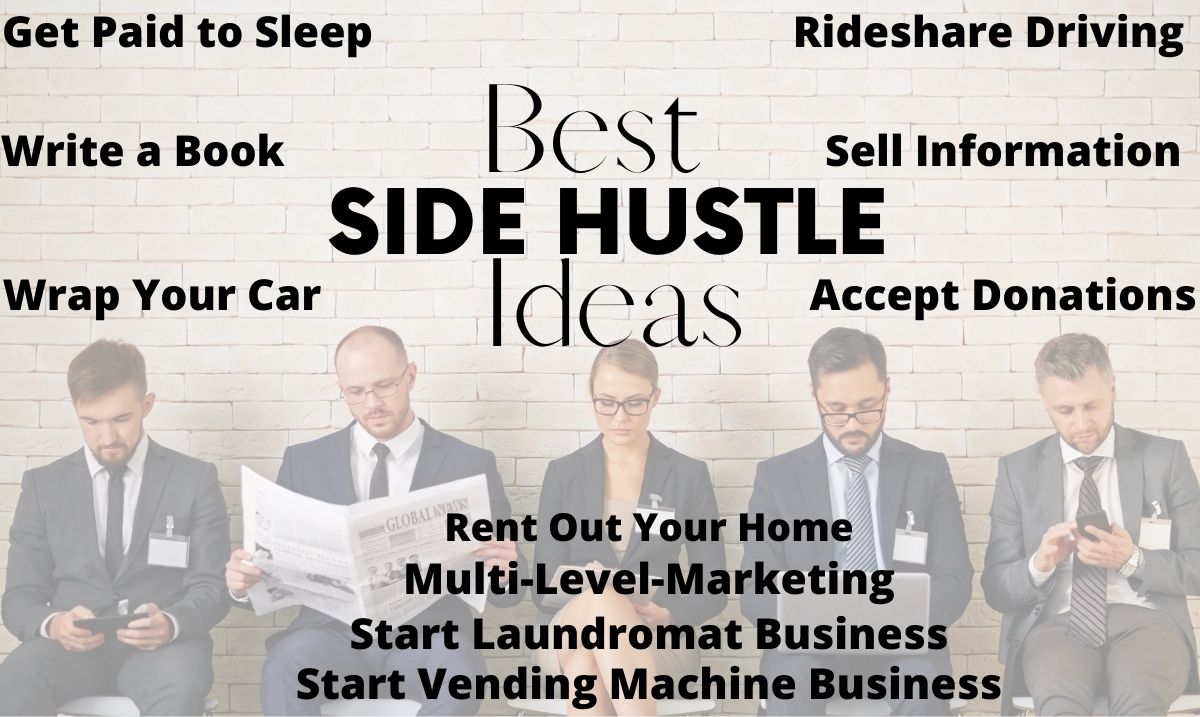 Get Paid to Sleep
Rideshare Driving
Best
Write a Book
Sell Information
SIDE HUSTLE
Wrap Your Car
Ideas
Accept Donations
GLOBAL
Rent Out Your Home
Multi-Level-Marketing
Start Laundromat Business
Start Vending Machine Business